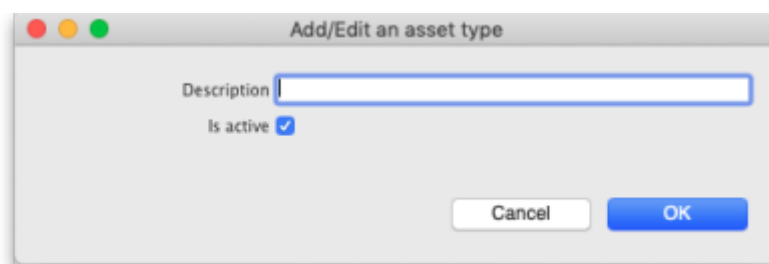 Add/Edit an asset type
Description
Is active
Cancel
OK